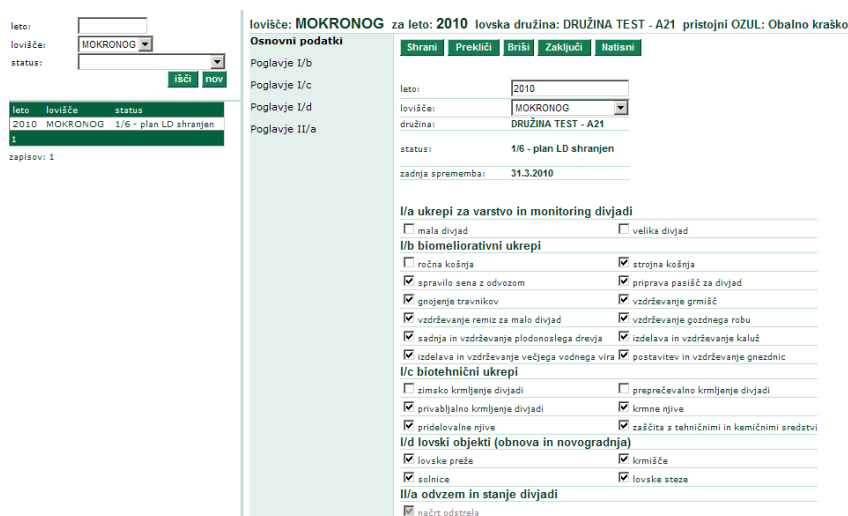 leto:
lovišče: MOKRONOG
status:
išči nov
leto lovišče status
2010 MOKRONOG 1/6 - plan LD shranjen
1
zapisov: 1
lovišče: MOKRONOG za leto: 2010 lovska družina: DRUŽINA TEST - A21 pristojni OZUL: Obalno kraško
Osnovni podatki
Poglavje I/b
Poglavje I/c
Poglavje I/d
Poglavje II/a
Shrani Prekliči Briši Zaključi Natisni
leto: 2010
lovišče: MOKRONOG
družina: DRUŽINA TEST - A21
status: 1/6 - plan LD shranjen
zadnja sprememba: 31.3.2010
I/a ukrepi za varstvo in monitoring divjadi
mala divjad velika divjad
I/b biomeliorativni ukrepi
ročna košnja strojna košnja
spravilo sena z odvozom priprava pasišč za divjad
gnojenje travnikov vzdrževanje grmišč
vzdrževanje remiz za malo divjad vzdrževanje gozdnega robu
sadnja in vzdrževanje plodonoslega drevja izdelava in vzdrževanje kaluž
izdelava in vzdrževanje večjega vodnega vira postavitev in vzdrževanje gnezdnic
I/c biotehnični ukrepi
zimsko krmljenje divjadi preprečevalno krmljenje divjadi
privabljalno krmljenje divjadi krmne njive
pridelovalne njive zaščita s tehničnimi in kemičnimi sredstvi
I/d lovski objekti (obnova in novogradnja)
lovske preže krmišče
solnice lovske steze
II/a odvzem in stanje divjadi
načrt odstrela